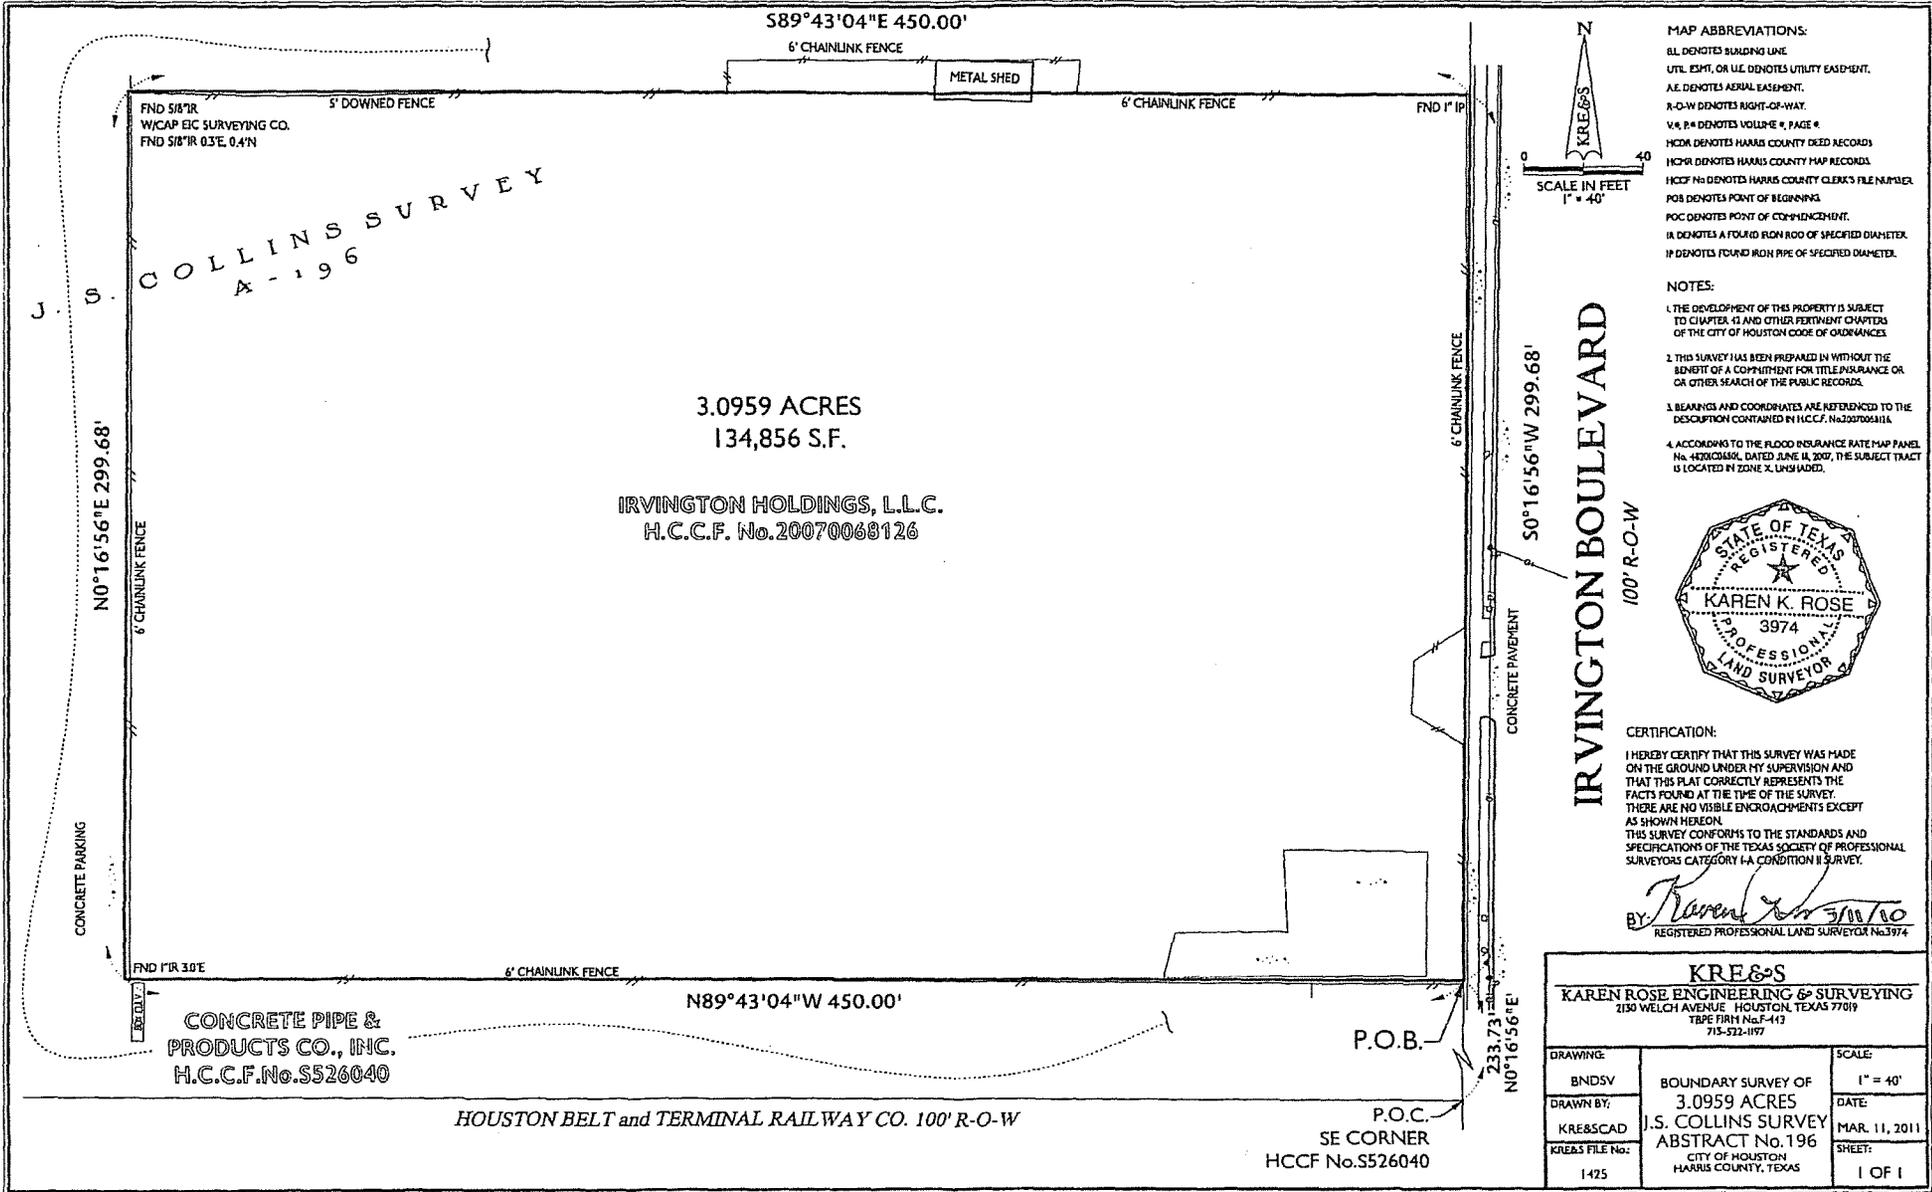 S89°43'04"E 450.00'
6' CHAINLINK FENCE
METAL SHED
5' DOWNED FENCE
6' CHAINLINK FENCE
FND 1" IP
FND 5/8"IR
W/CAP EIC SURVEYING CO.
FND 5/8"IR 0.3'E, 0.4'N
J. S. COLLINS SURVEY
A-196
N0°16'56"E 299.68'
6' CHAINLINK FENCE
3.0959 ACRES
134,856 S.F.
IRVINGTON HOLDINGS, L.L.C.
H.C.C.F. No.20070068126
6' CHAINLINK FENCE
S0°16'56"W 299.68'
IRVINGTON BOULEVARD
100' R-O-W
CONCRETE PAVEMENT
CONCRETE PARKING
FND 1"IR 3.0'E
6' CHAINLINK FENCE
N89°43'04"W 450.00'
BOX CULV.
CONCRETE PIPE &
PRODUCTS CO., INC.
H.C.C.F.No.S526040
P.O.B.
233.73'
N0°16'56"E
HOUSTON BELT and TERMINAL RAILWAY CO. 100' R-O-W
P.O.C.
SE CORNER
HCCF No.S526040
N
KRE&S
0 40
SCALE IN FEET
1" = 40'
MAP ABBREVIATIONS:
B.L. DENOTES BUILDING LINE
UTIL. ESMT, OR U.E. DENOTES UTILITY EASEMENT.
A.E. DENOTES AERIAL EASEMENT.
R-O-W DENOTES RIGHT-OF-WAY.
V.#, P.# DENOTES VOLUME #, PAGE #.
HCDR DENOTES HARRIS COUNTY DEED RECORDS
HCMR DENOTES HARRIS COUNTY MAP RECORDS.
HCCF No DENOTES HARRIS COUNTY CLERK'S FILE NUMBER
POB DENOTES POINT OF BEGINNING.
POC DENOTES POINT OF COMMENCEMENT.
IR DENOTES A FOUND IRON ROD OF SPECIFIED DIAMETER.
IP DENOTES FOUND IRON PIPE OF SPECIFIED DIAMETER.
NOTES:
1. THE DEVELOPMENT OF THIS PROPERTY IS SUBJECT
TO CHAPTER 42 AND OTHER PERTINENT CHAPTERS
OF THE CITY OF HOUSTON CODE OF ORDINANCES.
2. THIS SURVEY HAS BEEN PREPARED IN WITHOUT THE
BENEFIT OF A COMMITMENT FOR TITLE INSURANCE OR
OR OTHER SEARCH OF THE PUBLIC RECORDS.
3. BEARINGS AND COORDINATES ARE REFERENCED TO THE
DESCRIPTION CONTAINED IN H.C.C.F. No.20070068126.
4. ACCORDING TO THE FLOOD INSURANCE RATE MAP PANEL
No. DATED JUNE 18, 2007, THE SUBJECT TRACT
IS LOCATED IN ZONE X, UNSHADED.
STATE OF TEXAS
REGISTERED
KAREN K. ROSE
3974
PROFESSIONAL
LAND SURVEYOR
CERTIFICATION:
I HEREBY CERTIFY THAT THIS SURVEY WAS MADE
ON THE GROUND UNDER MY SUPERVISION AND
THAT THIS PLAT CORRECTLY REPRESENTS THE
FACTS FOUND AT THE TIME OF THE SURVEY.
THERE ARE NO VISIBLE ENCROACHMENTS EXCEPT
AS SHOWN HEREON.
THIS SURVEY CONFORMS TO THE STANDARDS AND
SPECIFICATIONS OF THE TEXAS SOCIETY OF PROFESSIONAL
SURVEYORS CATEGORY 1-A CONDITION II SURVEY.
BY: Karen 3/11/10
REGISTERED PROFESSIONAL LAND SURVEYOR No.3974
KRE&S
KAREN ROSE ENGINEERING & SURVEYING
2130 WELCH AVENUE HOUSTON, TEXAS 77019
TBPE FIRM No.F-443
713-522-1197
DRAWING:
BNDSV
DRAWN BY:
KRE&SCAD
KRE&S FILE No.:
1425
BOUNDARY SURVEY OF
3.0959 ACRES
J.S. COLLINS SURVEY
ABSTRACT No.196
CITY OF HOUSTON
HARRIS COUNTY, TEXAS
SCALE:
1" = 40'
DATE:
MAR. 11, 2011
SHEET:
1 OF 1